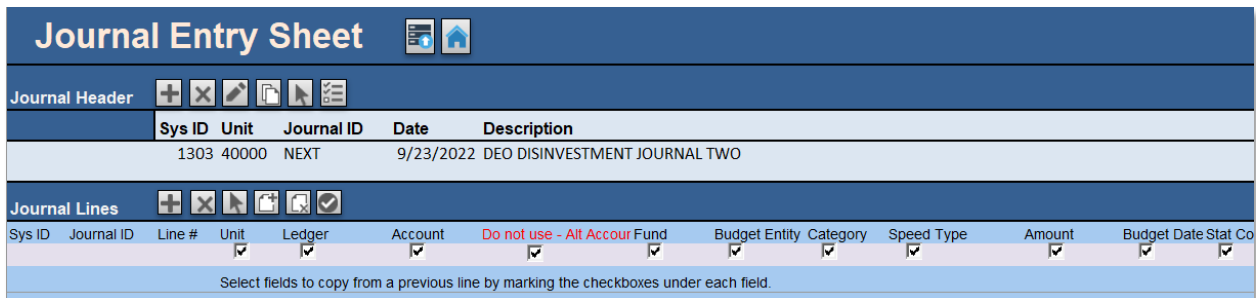 Journal Entry Sheet
Journal Header
Sys ID Unit Journal ID Date Description
1303 40000 NEXT 9/23/2022 DEO DISINVESTMENT JOURNAL TWO
Journal Lines
Sys ID Journal ID Line # Unit Ledger Account Do not use - Alt Accour Fund Budget Entity Category Speed Type Amount Budget Date Stat Co
Select fields to copy from a previous line by marking the checkboxes under each field.